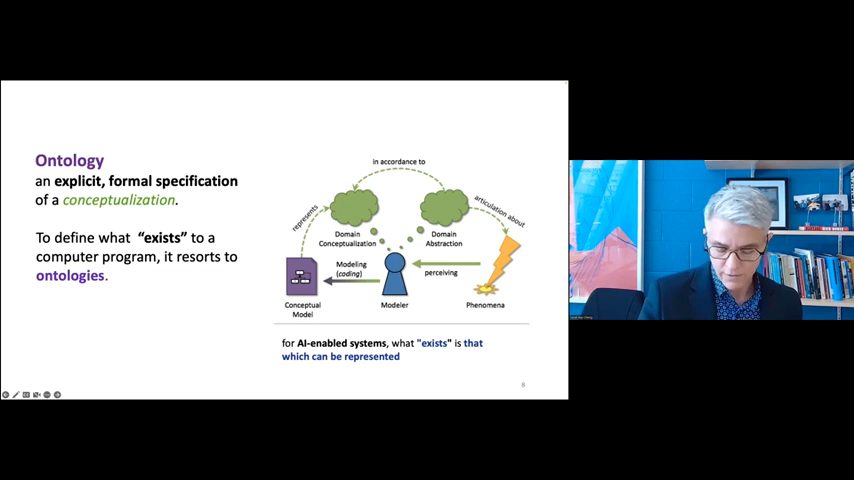 Ontology
an explicit, formal specification
of a conceptualization.
To define what “exists” to a
computer program, it resorts to
ontologies.
in accordance to
represents
articulation about
Domain
Conceptualization
Domain
Abstraction
Modeling
(coding)
perceiving
Conceptual
Model
Modeler
Phenomena
for AI-enabled systems, what "exists" is that
which can be represented
8